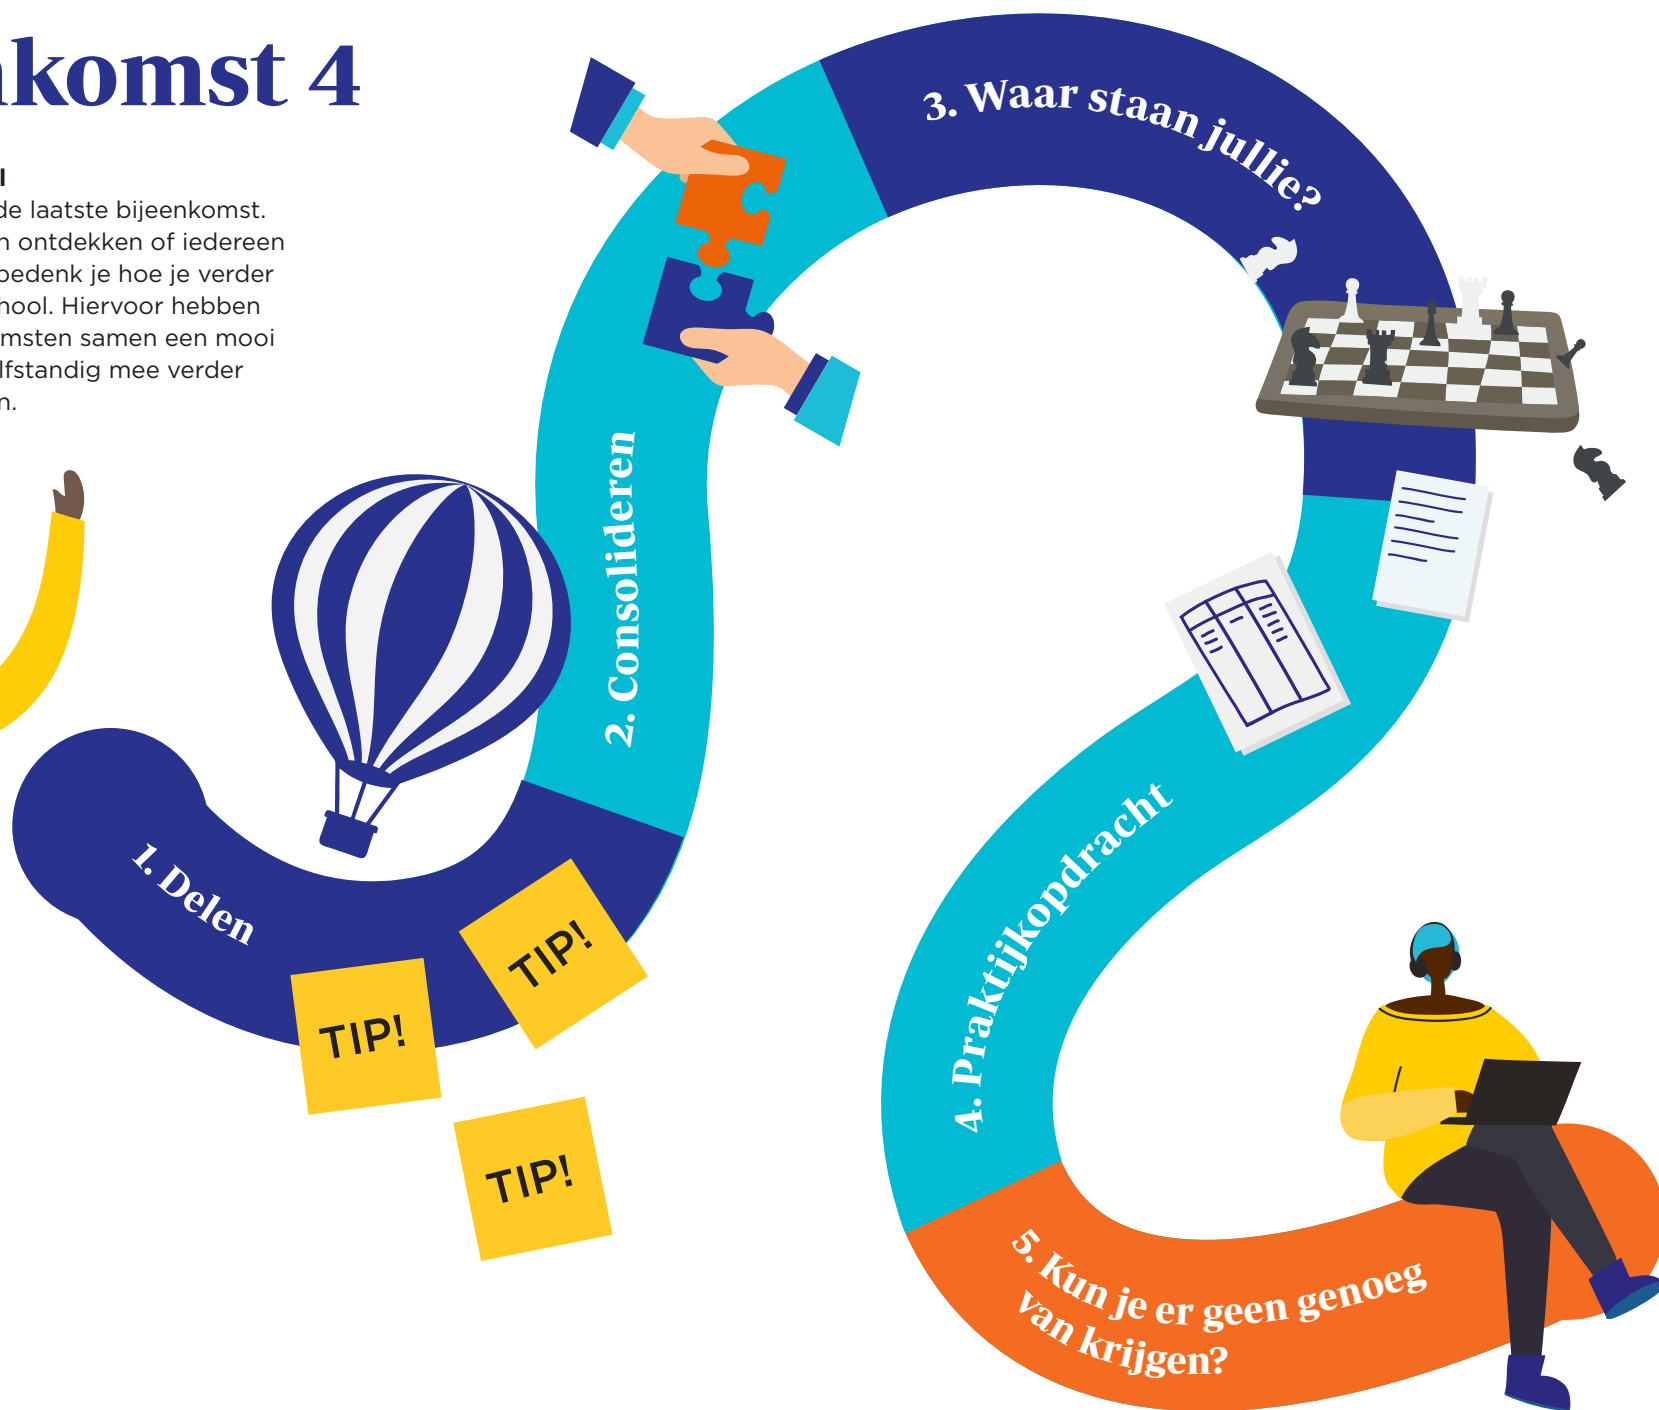 nkomst 4
l
de laatste bijeenkomst.
n ontdekken of iedereen
bedenk je hoe je verder
hool. Hiervoor hebben
msten samen een mooi
lfstandig mee verder
n.
1. Delen
TIP!
TIP!
TIP!
2. Consolideren
3. Waar staan jullie?
4. Praktijkopdracht
5. Kun je er geen genoeg
van krijgen?